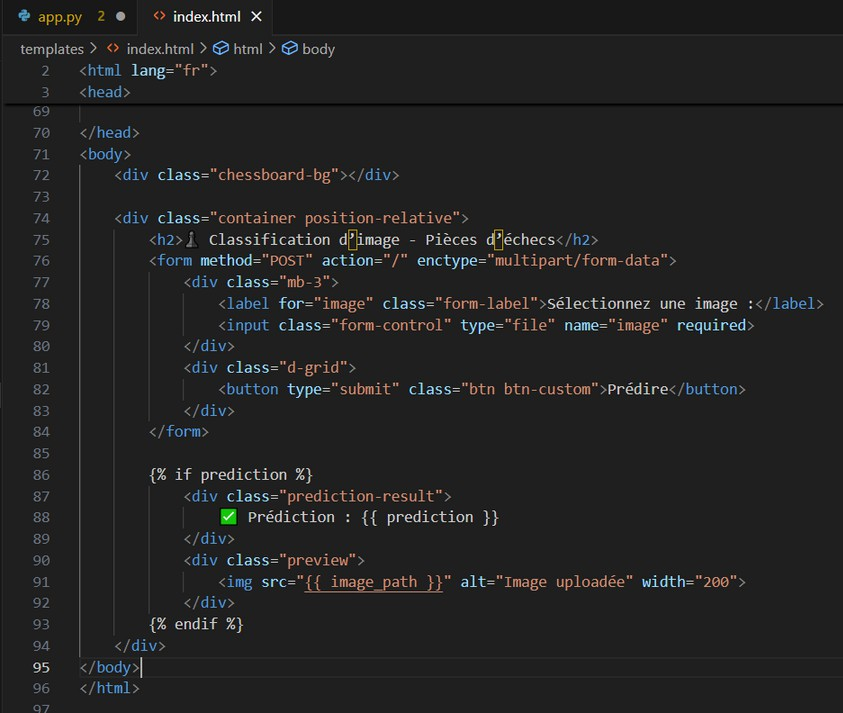 app.py 2 ● <> index.html ×
templates > <> index.html > html > body
2 <html lang="fr">
3 <head>
69
70 </head>
71 <body>
72 <div class="chessboard-bg"></div>
73
74 <div class="container position-relative">
75 <h2>♟️ Classification d’image - Pièces d’échecs</h2>
76 <form method="POST" action="/" enctype="multipart/form-data">
77 <div class="mb-3">
78 <label for="image" class="form-label">Sélectionnez une image :</label>
79 <input class="form-control" type="file" name="image" required>
80 </div>
81 <div class="d-grid">
82 <button type="submit" class="btn btn-custom">Prédire</button>
83 </div>
84 </form>
85
86 {% if prediction %}
87 <div class="prediction-result">
88 ✅ Prédiction : {{ prediction }}
89 </div>
90 <div class="preview">
91 <img src="{{ image_path }}" alt="Image uploadée" width="200">
92 </div>
93 {% endif %}
94 </div>
95 </body>
96 </html>
97